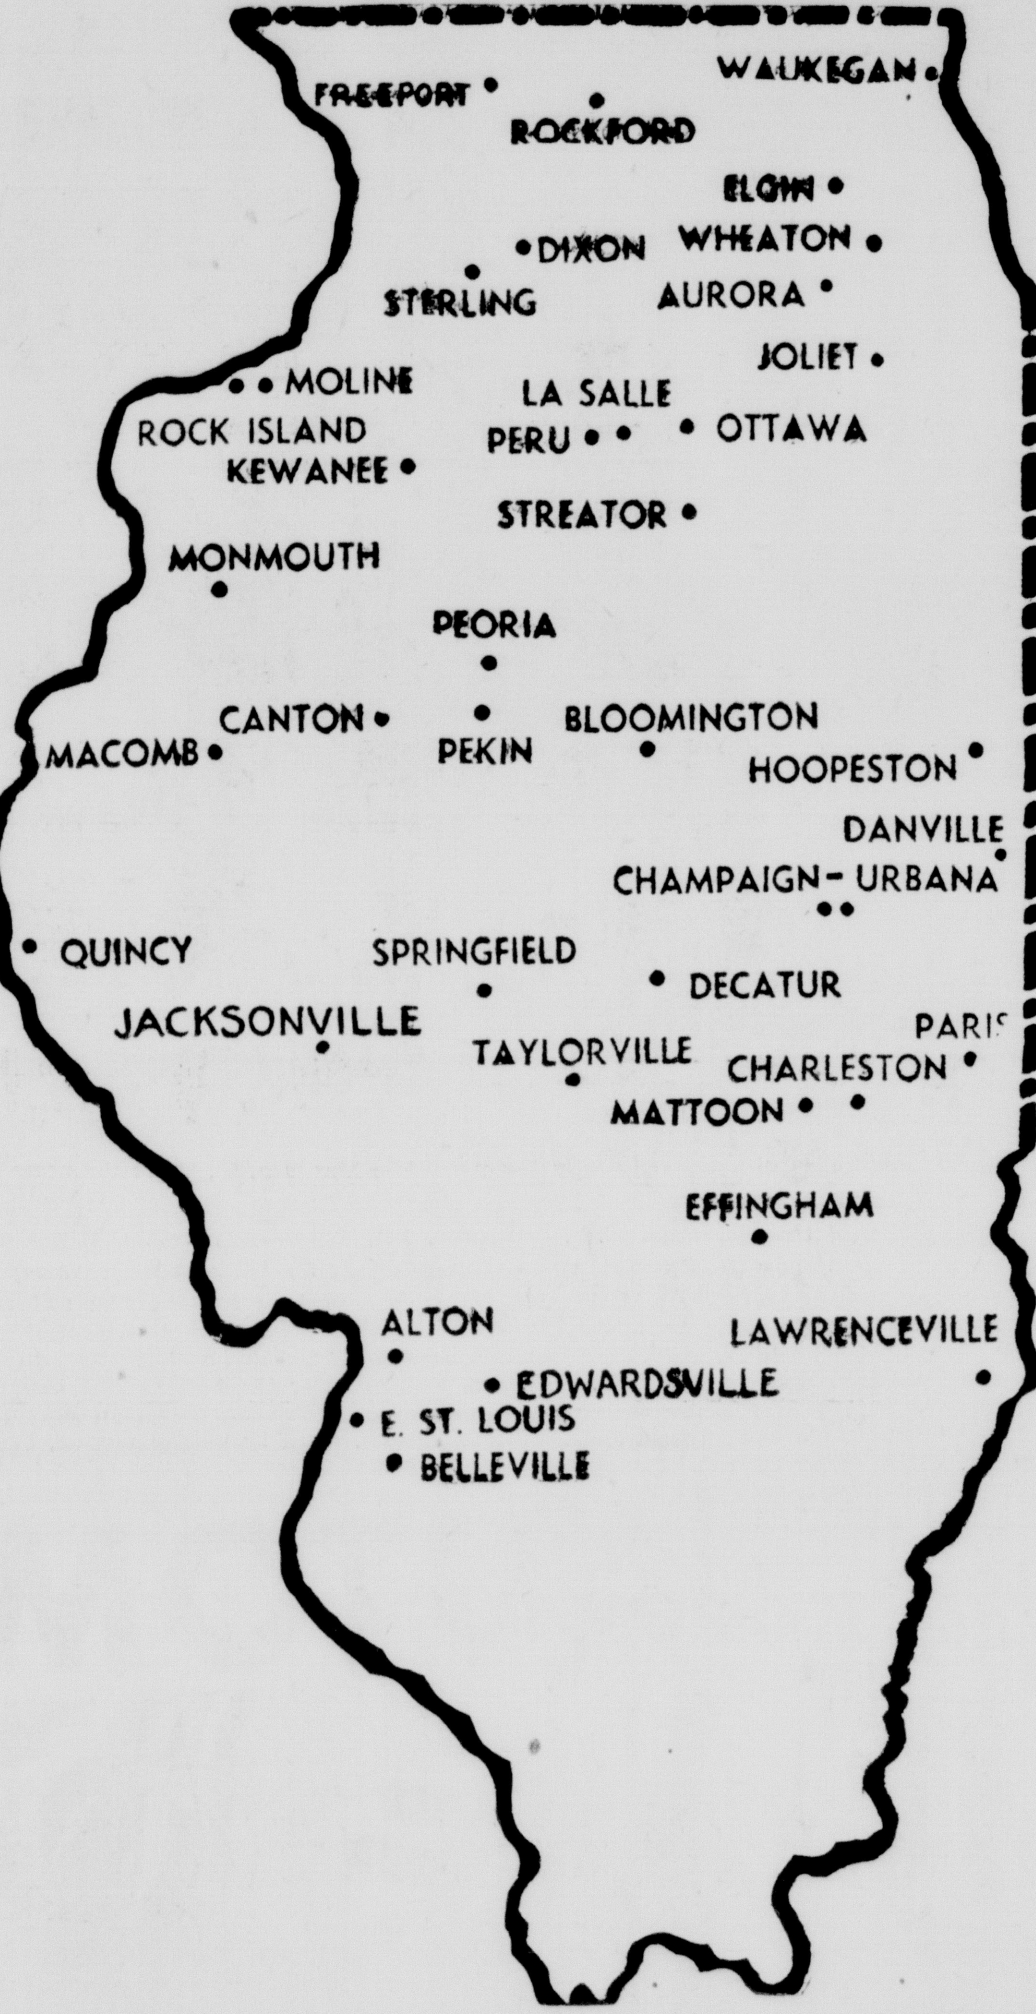 WAUKEGAN
FREEPORT
ROCKFORD
ELGIN
DIXON
WHEATON
STERLING
AURORA
JOLIET
MOLINE
LA SALLE
ROCK ISLAND
PERU
OTTAWA
KEWANEE
STREATOR
MONMOUTH
PEORIA
CANTON
BLOOMINGTON
MACOMB
PEKIN
HOOPESTON
DANVILLE
CHAMPAIGN - URBANA
QUINCY
SPRINGFIELD
DECATUR
JACKSONVILLE
PARIS
TAYLORVILLE
CHARLESTON
MATTOON
EFFINGHAM
ALTON
LAWRENCEVILLE
EDWARDSVILLE
E. ST. LOUIS
BELLEVILLE